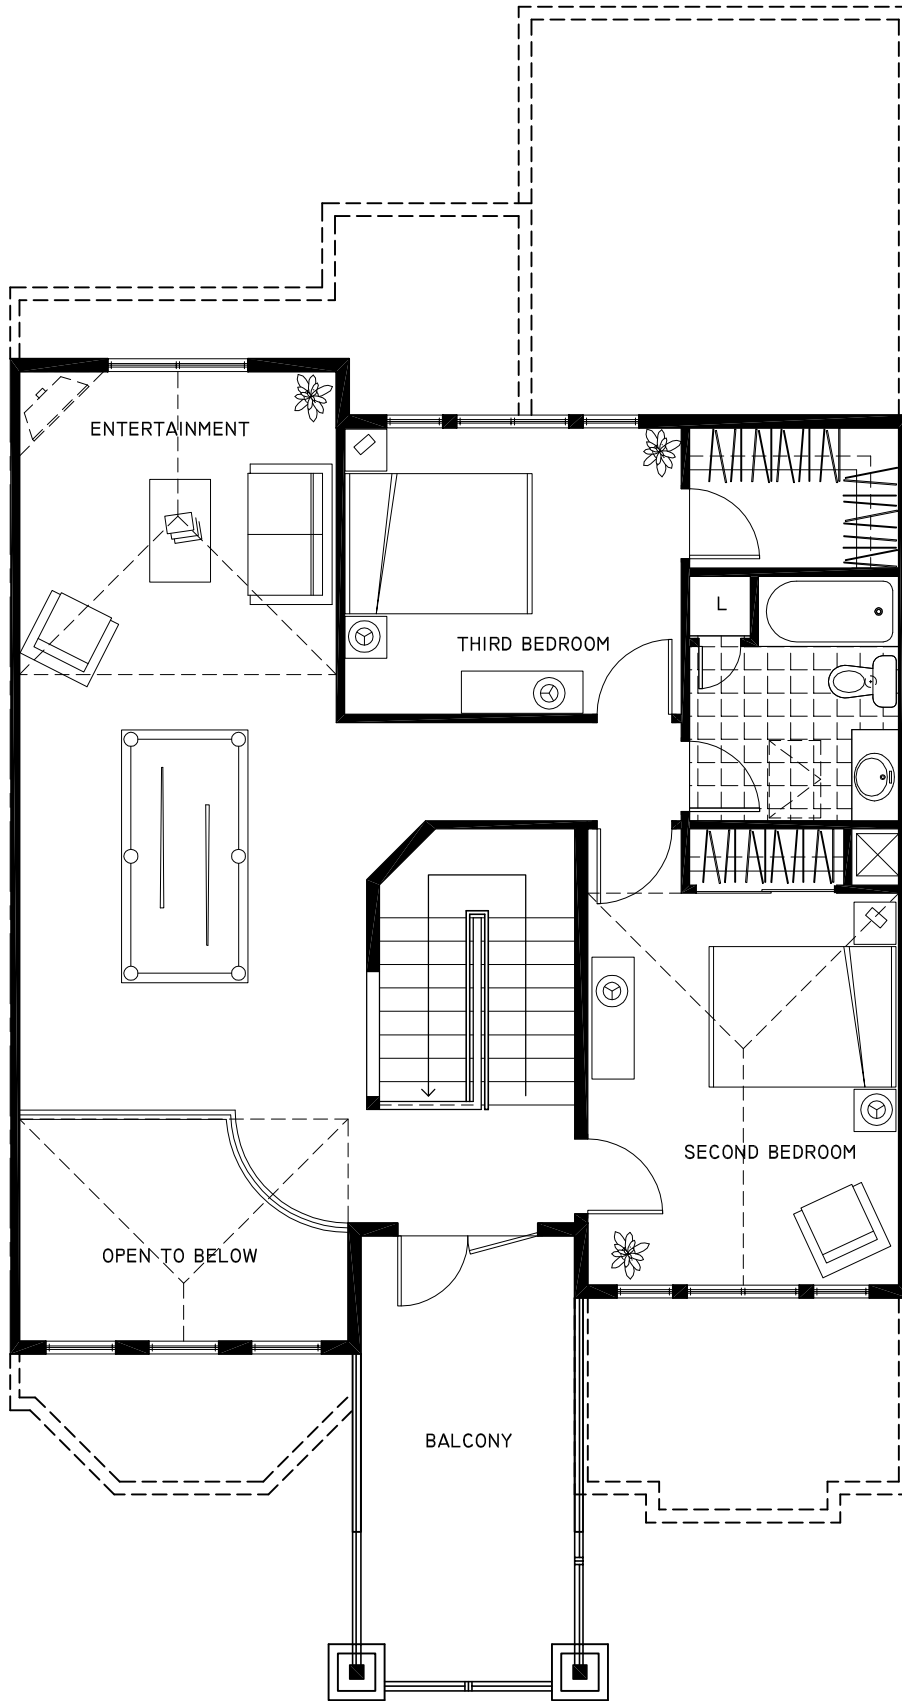 ENTERTAINMENT
L
THIRD BEDROOM
SECOND BEDROOM
OPEN TO BELOW
BALCONY